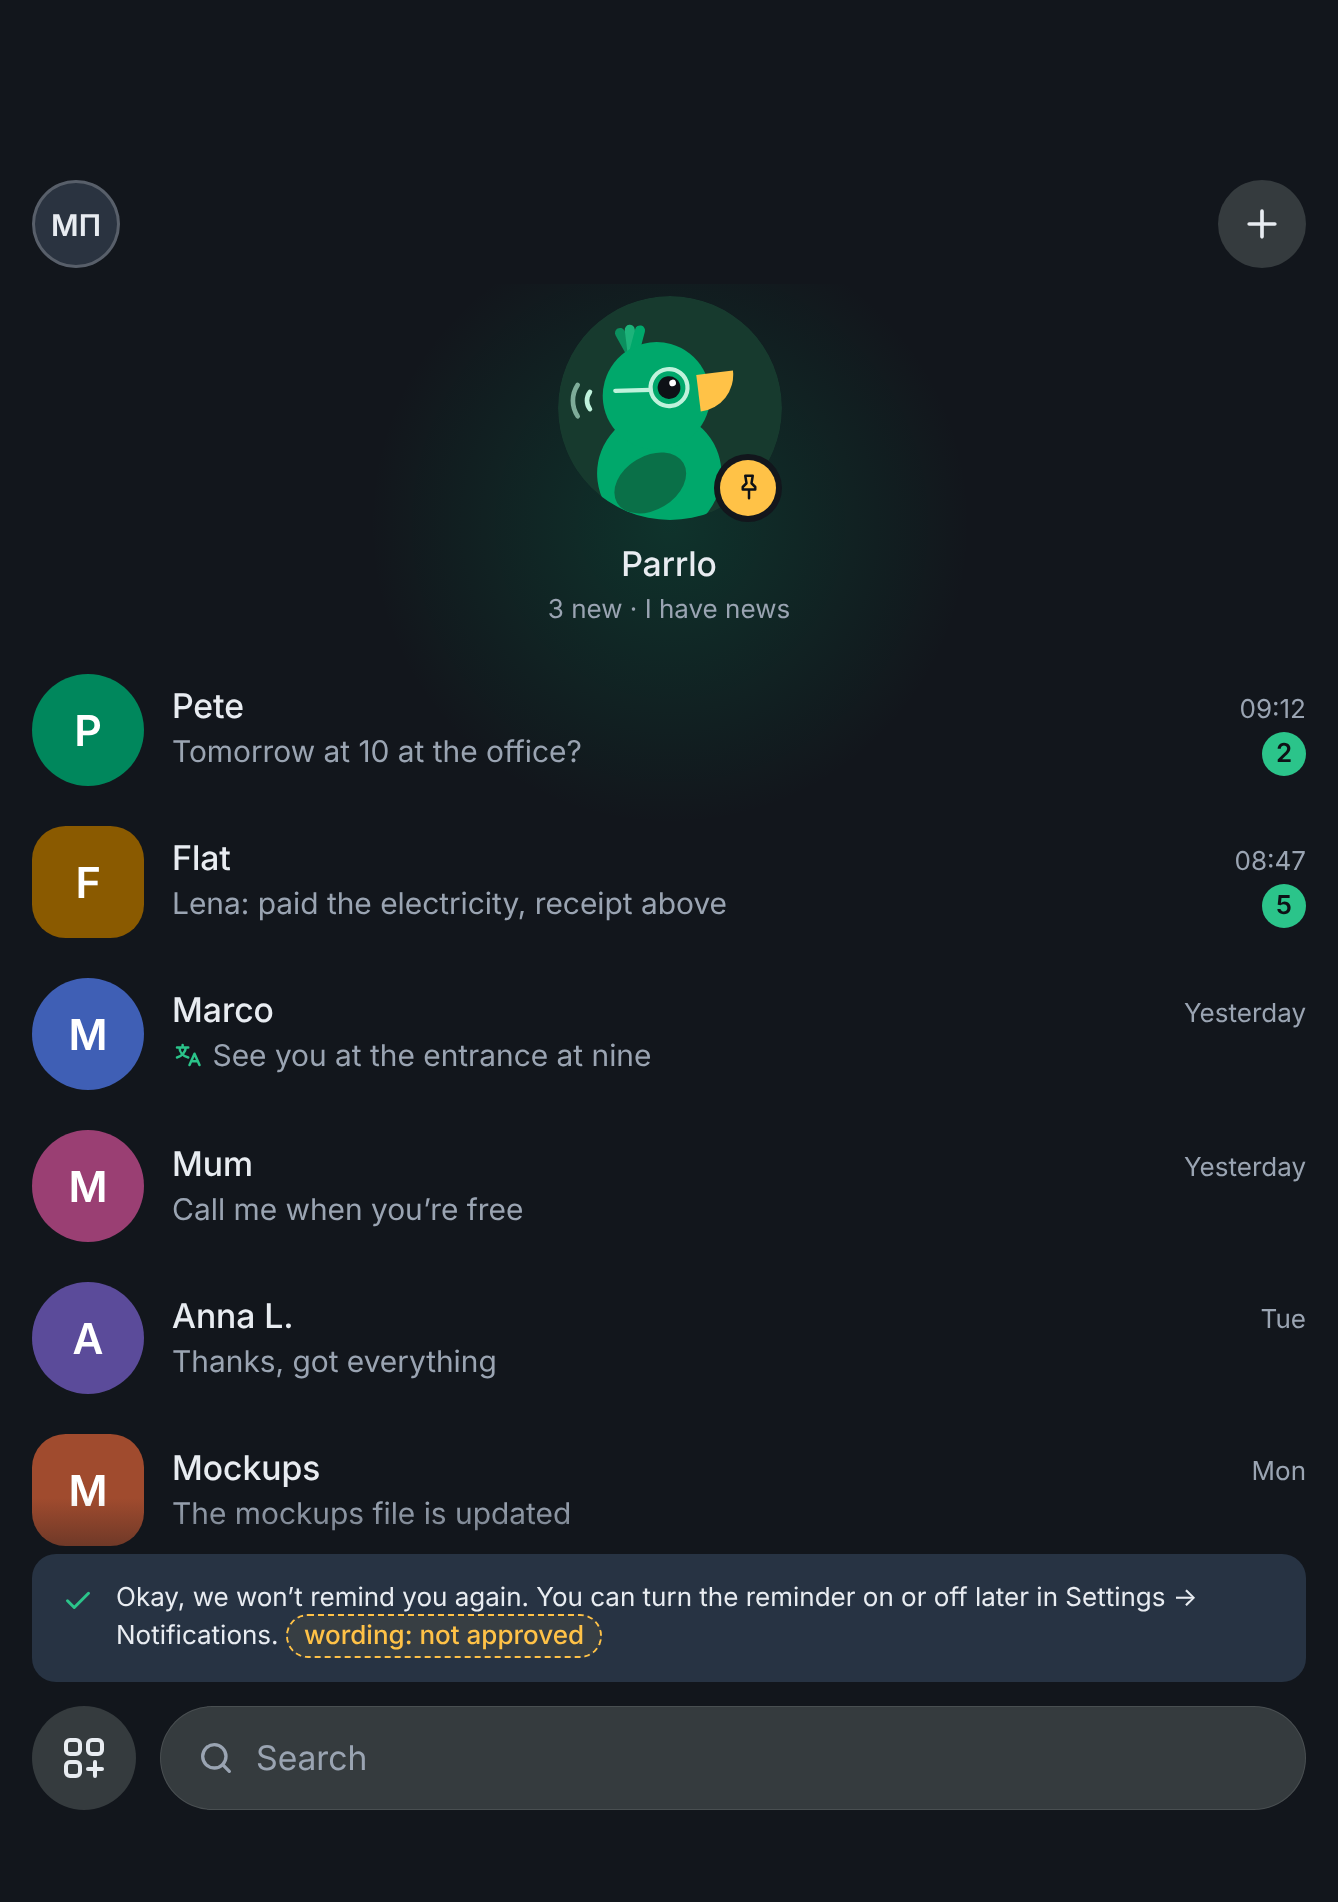 МП
Parrlo
3 new · I have news
P
Pete
09:12
Tomorrow at 10 at the office?
2
F
Flat
08:47
Lena: paid the electricity, receipt above
5
M
Marco
Yesterday
See you at the entrance at nine
M
Mum
Yesterday
Call me when you’re free
A
Anna L.
Tue
Thanks, got everything
M
Mockups
Mon
The mockups file is updated
Okay, we won’t remind you again. You can turn the reminder on or off later in Settings →
Notifications. wording: not approved
Search